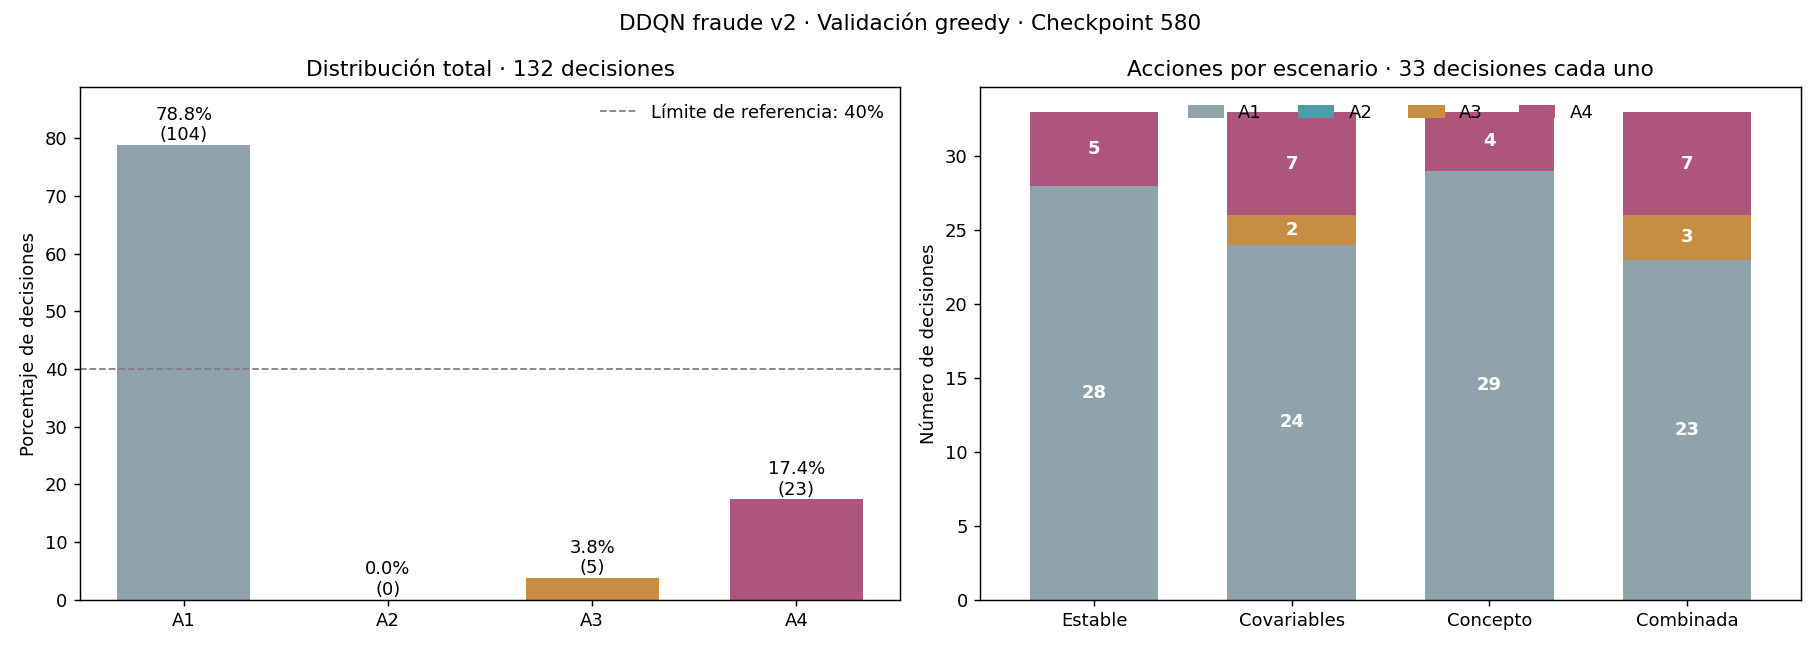 DDQN fraude v2 · Validación greedy · Checkpoint 580
Distribución total · 132 decisiones
Porcentaje de decisiones
80
70
60
50
40
30
20
10
0
Límite de referencia: 40%
78.8%
(104)
0.0%
(0)
3.8%
(5)
17.4%
(23)
A1
A2
A3
A4
Acciones por escenario · 33 decisiones cada uno
Número de decisiones
30
25
20
15
10
5
0
A1
A2
A3
A4
5
7
4
7
2
3
28
24
29
23
Estable
Covariables
Concepto
Combinada